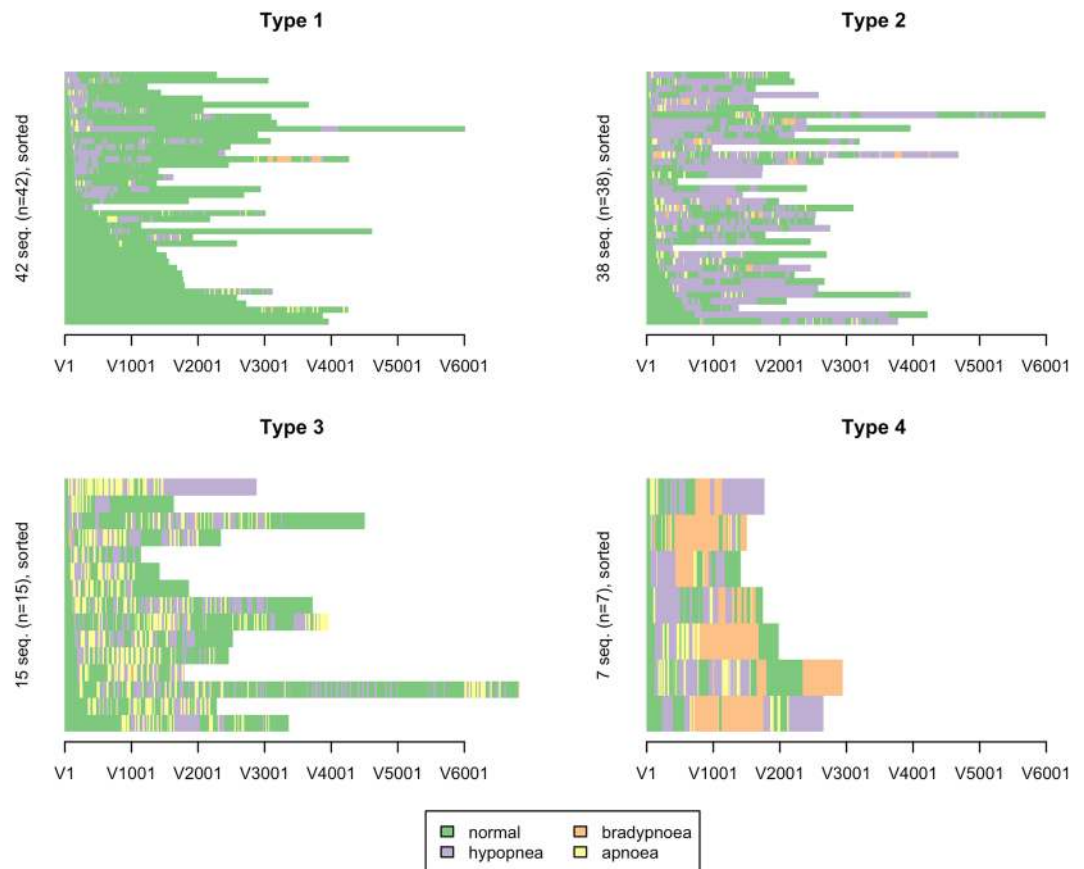 Type 1
42 seq. (n=42), sorted
V1 V1001 V2001 V3001 V4001 V5001 V6001
Type 2
38 seq. (n=38), sorted
V1 V1001 V2001 V3001 V4001 V5001 V6001
Type 3
15 seq. (n=15), sorted
V1 V1001 V2001 V3001 V4001 V5001 V6001
Type 4
7 seq. (n=7), sorted
V1 V1001 V2001 V3001 V4001 V5001 V6001
normal
hypopnea
bradypnoea
apnoea